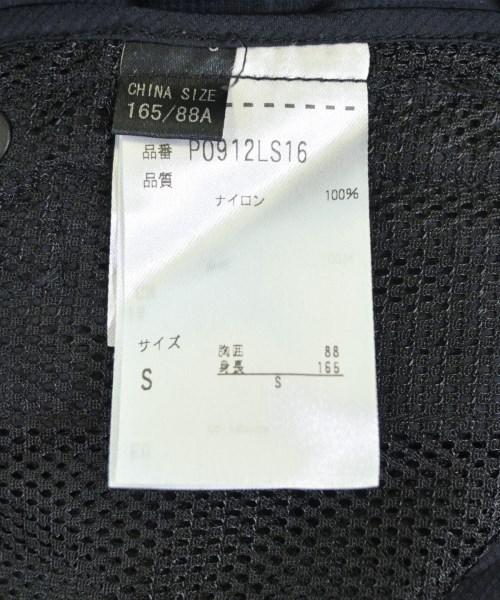 CHINA SIZE
165/88A
品番 P0912LS16
品質
ナイロン 100%
サイズ
S
胸囲 88
身長 165
S